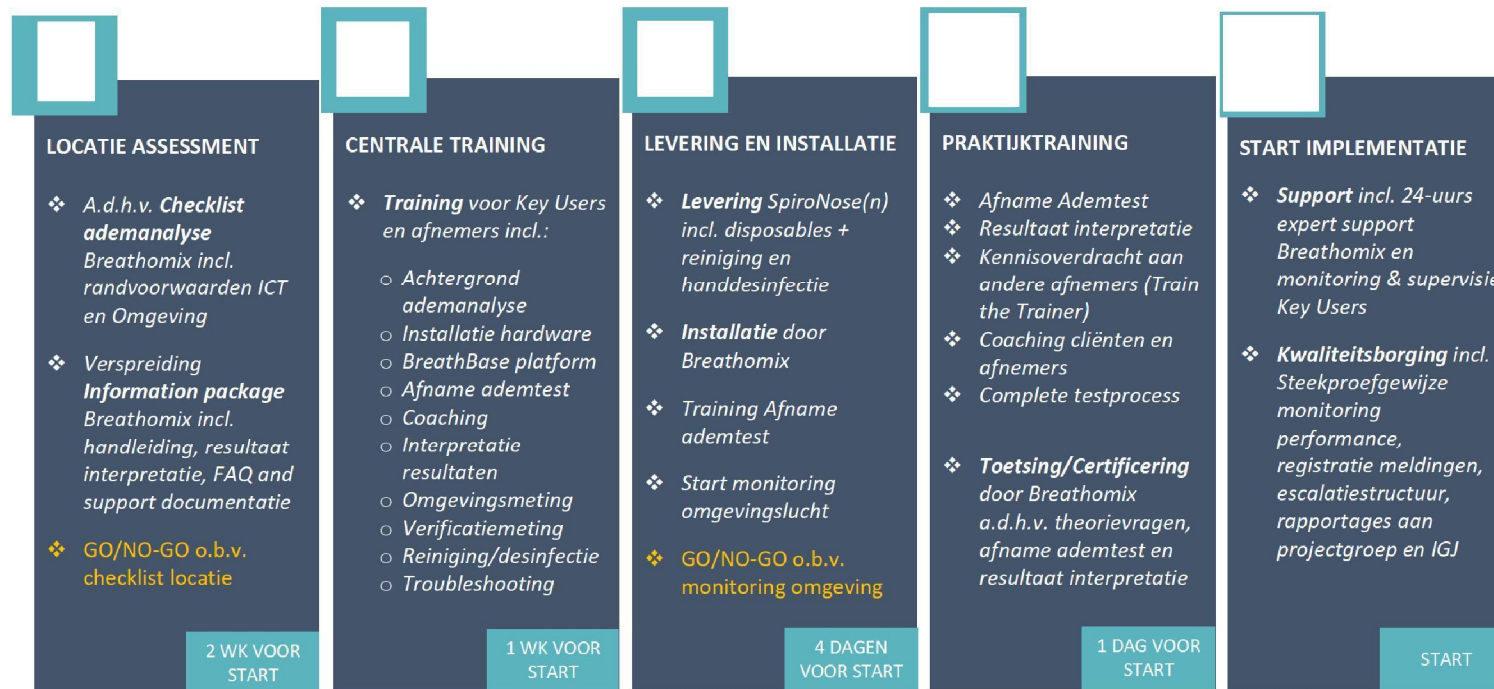 LOCATIE ASSESSMENT
❖ A.d.h.v. Checklist
ademanalyse
Breathomix incl.
randvoorwaarden ICT
en Omgeving
❖ Verspreiding
Information package
Breathomix incl.
handleiding, resultaat
interpretatie, FAQ and
support documentatie
❖ GO/NO-GO o.b.v.
checklist locatie
2 WK VOOR
START
CENTRALE TRAINING
❖ Training voor Key Users
en afnemers incl.:
o Achtergrond
ademanalyse
o Installatie hardware
o BreathBase platform
o Afname ademtest
o Coaching
o Interpretatie
resultaten
o Omgevingsmeting
o Verificatiemeting
o Reiniging/desinfectie
o Troubleshooting
1 WK VOOR
START
LEVERING EN INSTALLATIE
❖ Levering SpiroNose(n)
incl. disposables +
reiniging en
handdesinfectie
❖ Installatie door
Breathomix
❖ Training Afname
ademtest
❖ Start monitoring
omgevingslucht
❖ GO/NO-GO o.b.v.
monitoring omgeving
4 DAGEN
VOOR START
PRAKTIJKTRAINING
❖ Afname Ademtest
❖ Resultaat interpretatie
❖ Kennisoverdracht aan
andere afnemers (Train
the Trainer)
❖ Coaching cliënten en
afnemers
❖ Complete testprocess
❖ Toetsing/Certificering
door Breathomix
a.d.h.v. theorievragen,
afname ademtest en
resultaat interpretatie
1 DAG VOOR
START
START IMPLEMENTATIE
❖ Support incl. 24-uurs
expert support
Breathomix en
monitoring & supervisie
Key Users
❖ Kwaliteitsborging incl.
Steekproefgewijze
monitoring
performance,
registratie meldingen,
escalatiestructuur,
rapportages aan
projectgroep en IGJ
START